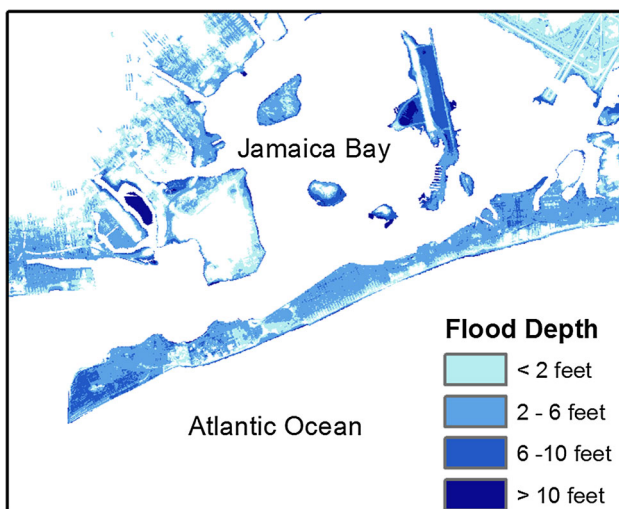 Jamaica Bay
Atlantic Ocean
Flood Depth
< 2 feet
2 - 6 feet
6 -10 feet
> 10 feet